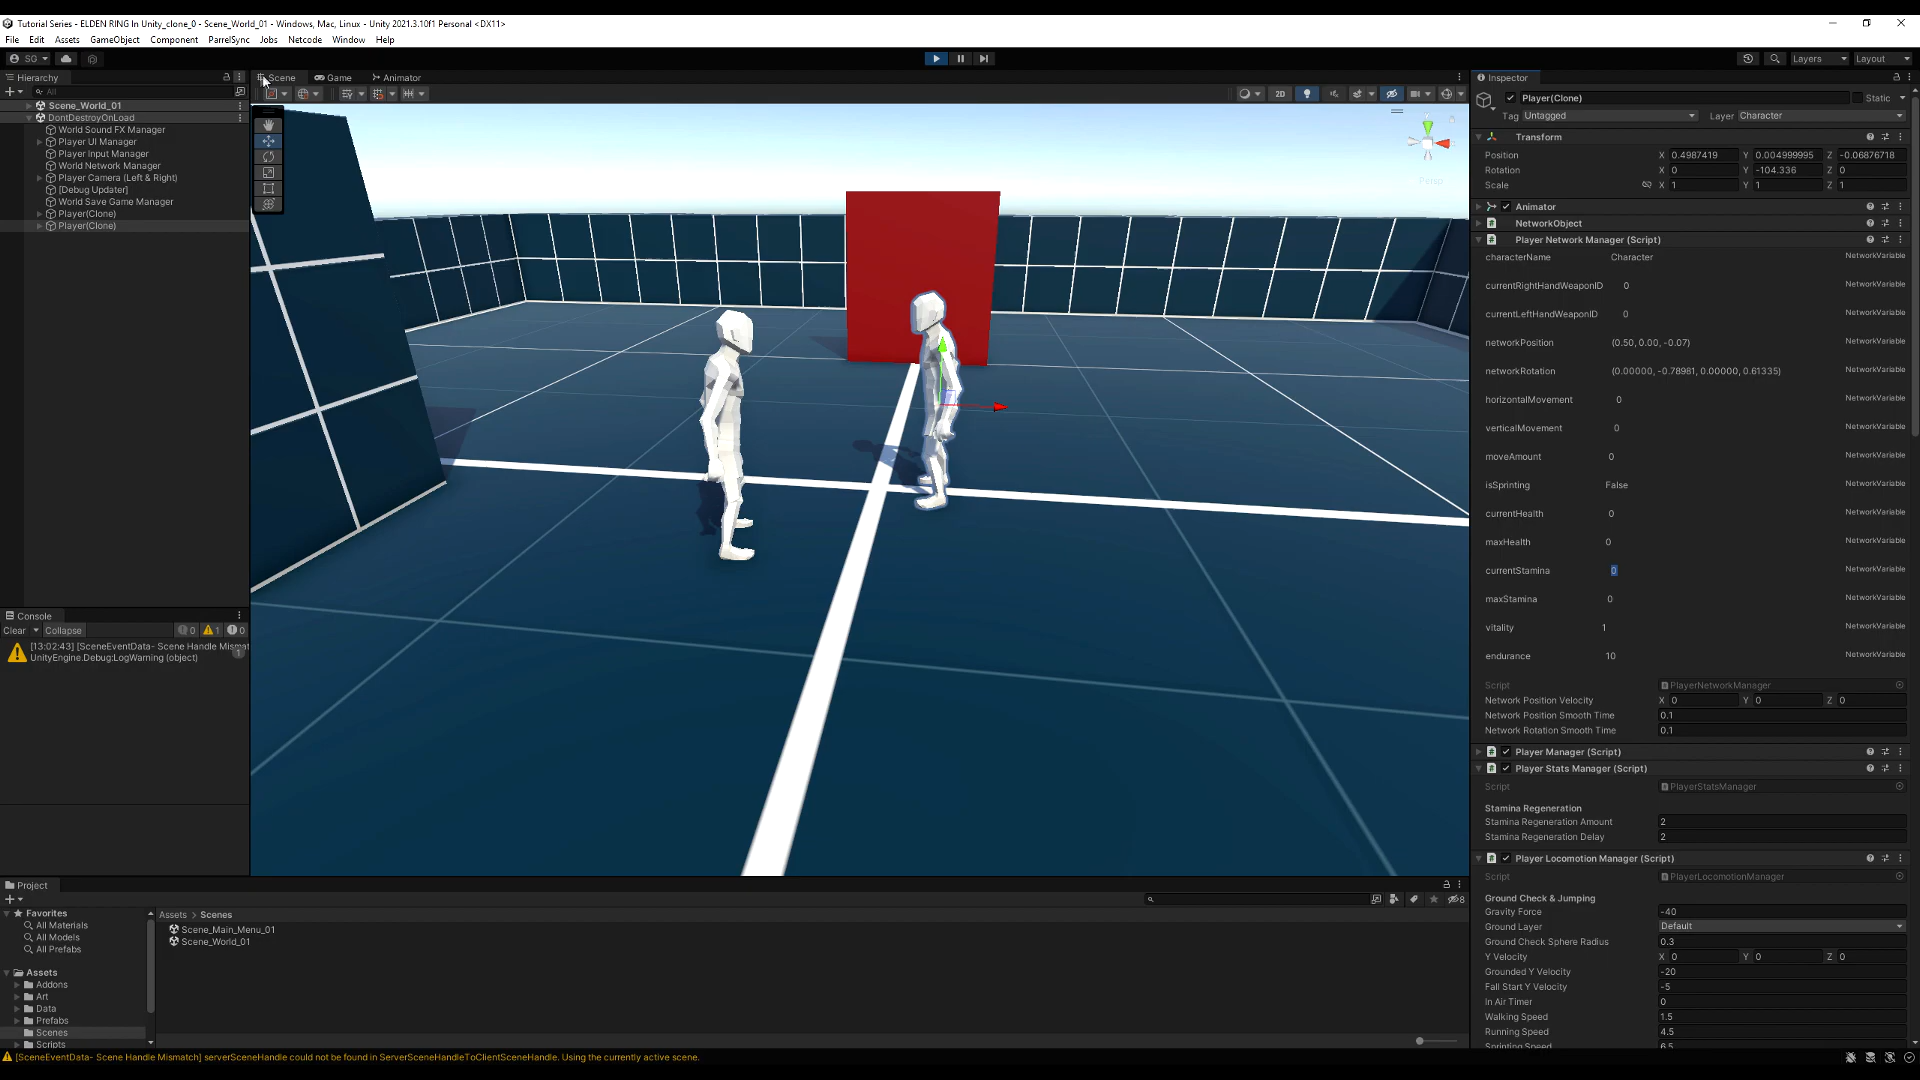 Tutorial Series - ELDEN RING In Unity_clone_0 - Scene_World_01 - Windows, Mac, Linux - Unity 2021.3.10f1 Personal <DX11>
File Edit Assets GameObject Component ParrelSync Jobs Netcode Window Help
SG Layers Layout
Hierarchy Scene Game Animator Inspector
All 2D
Scene_World_01
DontDestroyOnLoad
World Sound FX Manager
Player UI Manager
Player Input Manager
World Network Manager
Player Camera (Left & Right)
[Debug Updater]
World Save Game Manager
Player(Clone)
Player(Clone)
Persp
Player(Clone) Static
Tag Untagged Layer Character
Transform
Position X 0.4987419 Y 0.004999995 Z -0.06876718
Rotation X 0 Y -104.336 Z 0
Scale X 1 Y 1 Z 1
Animator
NetworkObject
Player Network Manager (Script)
characterName Character NetworkVariable
currentRightHandWeaponID 0 NetworkVariable
currentLeftHandWeaponID 0 NetworkVariable
networkPosition (0.50, 0.00, -0.07) NetworkVariable
networkRotation (0.00000, -0.78981, 0.00000, 0.61335) NetworkVariable
horizontalMovement 0 NetworkVariable
verticalMovement 0 NetworkVariable
moveAmount 0 NetworkVariable
isSprinting False NetworkVariable
currentHealth 0 NetworkVariable
maxHealth 0 NetworkVariable
currentStamina 0 NetworkVariable
maxStamina 0 NetworkVariable
vitality 1 NetworkVariable
endurance 10 NetworkVariable
Script PlayerNetworkManager
Network Position Velocity X 0 Y 0 Z 0
Network Position Smooth Time 0.1
Network Rotation Smooth Time 0.1
Player Manager (Script)
Player Stats Manager (Script)
Script PlayerStatsManager
Stamina Regeneration
Stamina Regeneration Amount 2
Stamina Regeneration Delay 2
Player Locomotion Manager (Script)
Script PlayerLocomotionManager
Ground Check & Jumping
Gravity Force -40
Ground Layer Default
Ground Check Sphere Radius 0.3
Y Velocity X 0 Y 0 Z 0
Grounded Y Velocity -20
Fall Start Y Velocity -5
In Air Timer 0
Walking Speed 1.5
Running Speed 4.5
Sprinting Speed 6.5
Console
Clear Collapse 0 1 0
[13:02:43] [SceneEventData- Scene Handle Mismat
UnityEngine.Debug:LogWarning (object) 1
Project
8
Favorites
All Materials
All Models
All Prefabs
Assets
Addons
Art
Data
Prefabs
Scenes
Scripts
Assets > Scenes
Scene_Main_Menu_01
Scene_World_01
[SceneEventData- Scene Handle Mismatch] serverSceneHandle could not be found in ServerSceneHandleToClientSceneHandle. Using the currently active scene.